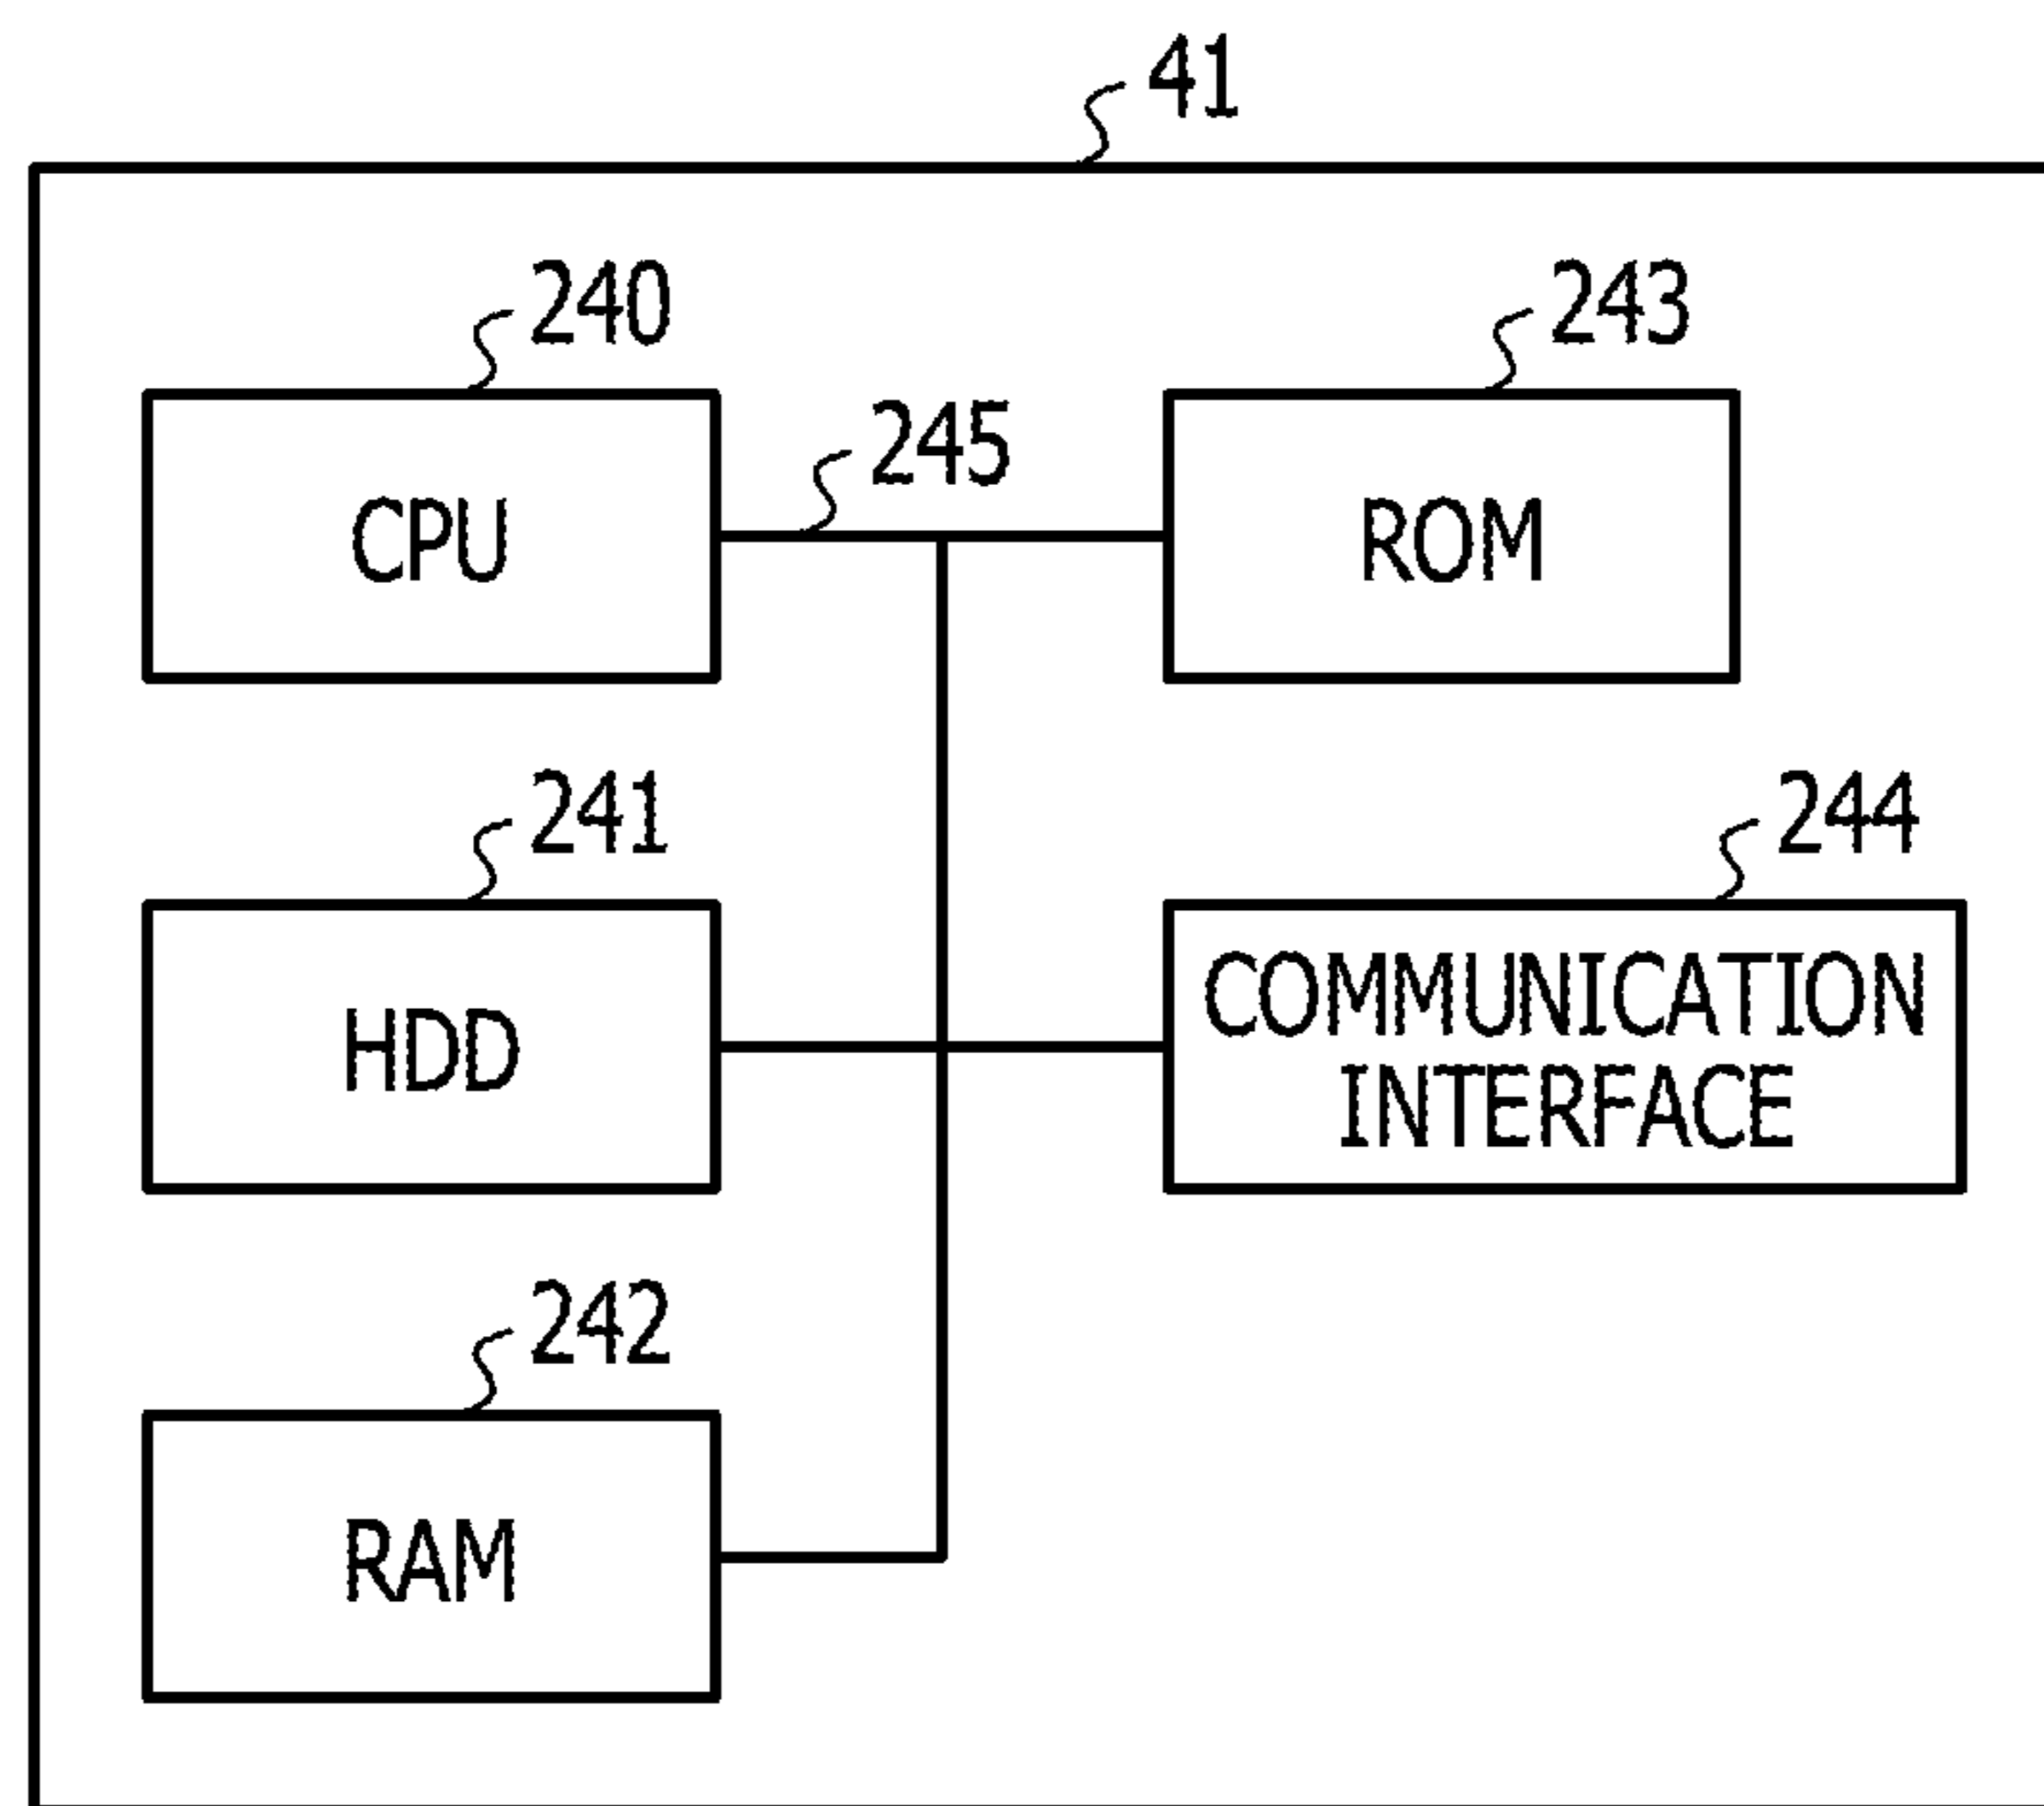 41
240
243
245
CPU
ROM
241
244
HDD
COMMUNICATION
INTERFACE
242
RAM